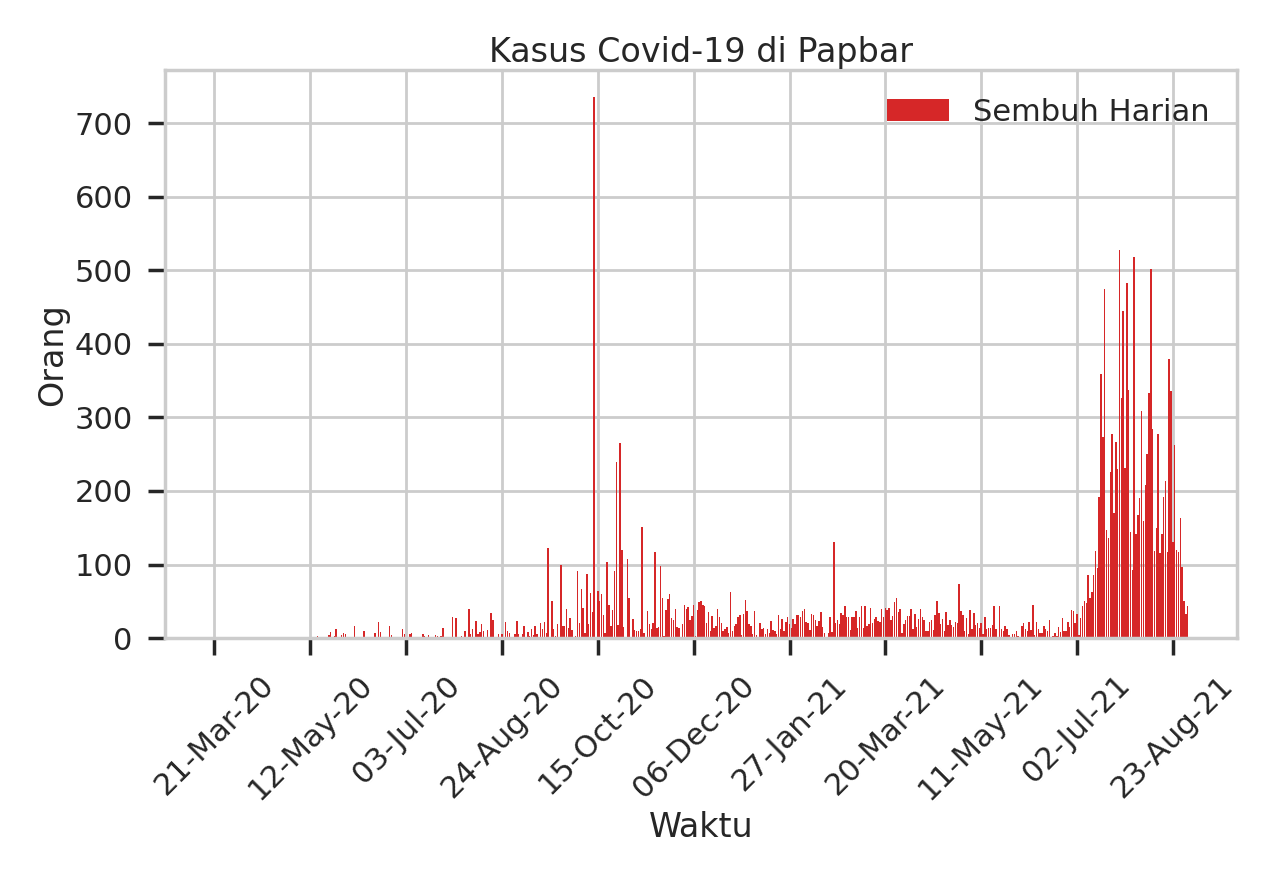 Kasus Covid-19 di Papbar
Sembuh Harian
Orang
700
600
500
400
300
200
100
0
21-Mar-20
12-May-20
03-Jul-20
24-Aug-20
15-Oct-20
06-Dec-20
27-Jan-21
20-Mar-21
11-May-21
02-Jul-21
23-Aug-21
Waktu